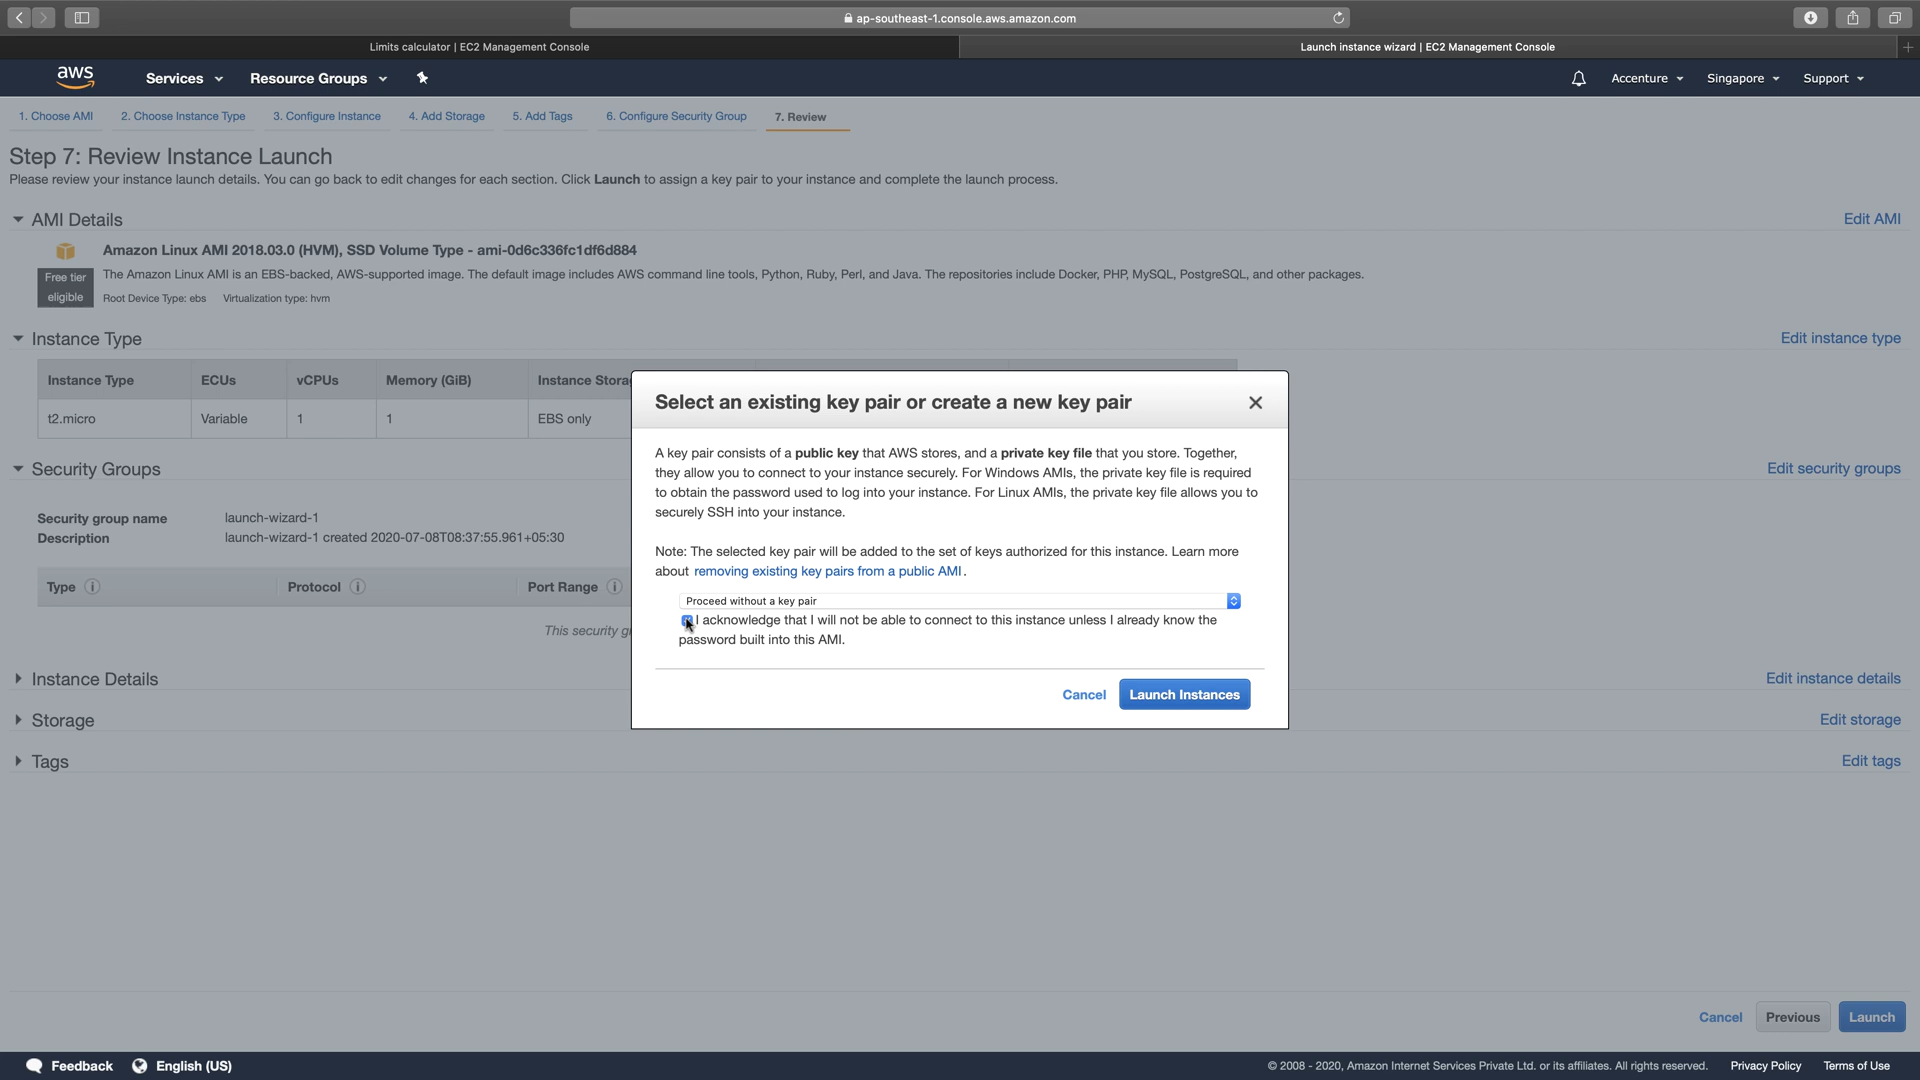 ap-southeast-1.console.aws.amazon.com
Limits calculator | EC2 Management Console
Launch instance wizard | EC2 Management Console
aws
Services
Resource Groups
Accenture
Singapore
Support
1. Choose AMI
2. Choose Instance Type
3. Configure Instance
4. Add Storage
5. Add Tags
6. Configure Security Group
7. Review
Step 7: Review Instance Launch
Please review your instance launch details. You can go back to edit changes for each section. Click Launch to assign a key pair to your instance and complete the launch process.
AMI Details
Edit AMI
Amazon Linux AMI 2018.03.0 (HVM), SSD Volume Type - ami-0d6c336fc1df6d884
Free tier
eligible
The Amazon Linux AMI is an EBS-backed, AWS-supported image. The default image includes AWS command line tools, Python, Ruby, Perl, and Java. The repositories include Docker, PHP, MySQL, PostgreSQL, and other packages.
Root Device Type: ebs Virtualization type: hvm
Instance Type
Edit instance type
Instance Type
ECUs
vCPUs
Memory (GiB)
Instance Stora
t2.micro
Variable
1
1
EBS only
Security Groups
Edit security groups
Security group name
launch-wizard-1
Description
launch-wizard-1 created 2020-07-08T08:37:55.961+05:30
Type
Protocol
Port Range
This security
Instance Details
Edit instance details
Storage
Edit storage
Tags
Edit tags
Select an existing key pair or create a new key pair
A key pair consists of a public key that AWS stores, and a private key file that you store. Together,
they allow you to connect to your instance securely. For Windows AMIs, the private key file is required
to obtain the password used to log into your instance. For Linux AMIs, the private key file allows you to
securely SSH into your instance.
Note: The selected key pair will be added to the set of keys authorized for this instance. Learn more
about removing existing key pairs from a public AMI.
Proceed without a key pair
I acknowledge that I will not be able to connect to this instance unless I already know the
password built into this AMI.
Cancel
Launch Instances
Cancel
Previous
Launch
Feedback
English (US)
© 2008 - 2020, Amazon Internet Services Private Ltd. or its affiliates. All rights reserved.
Privacy Policy
Terms of Use